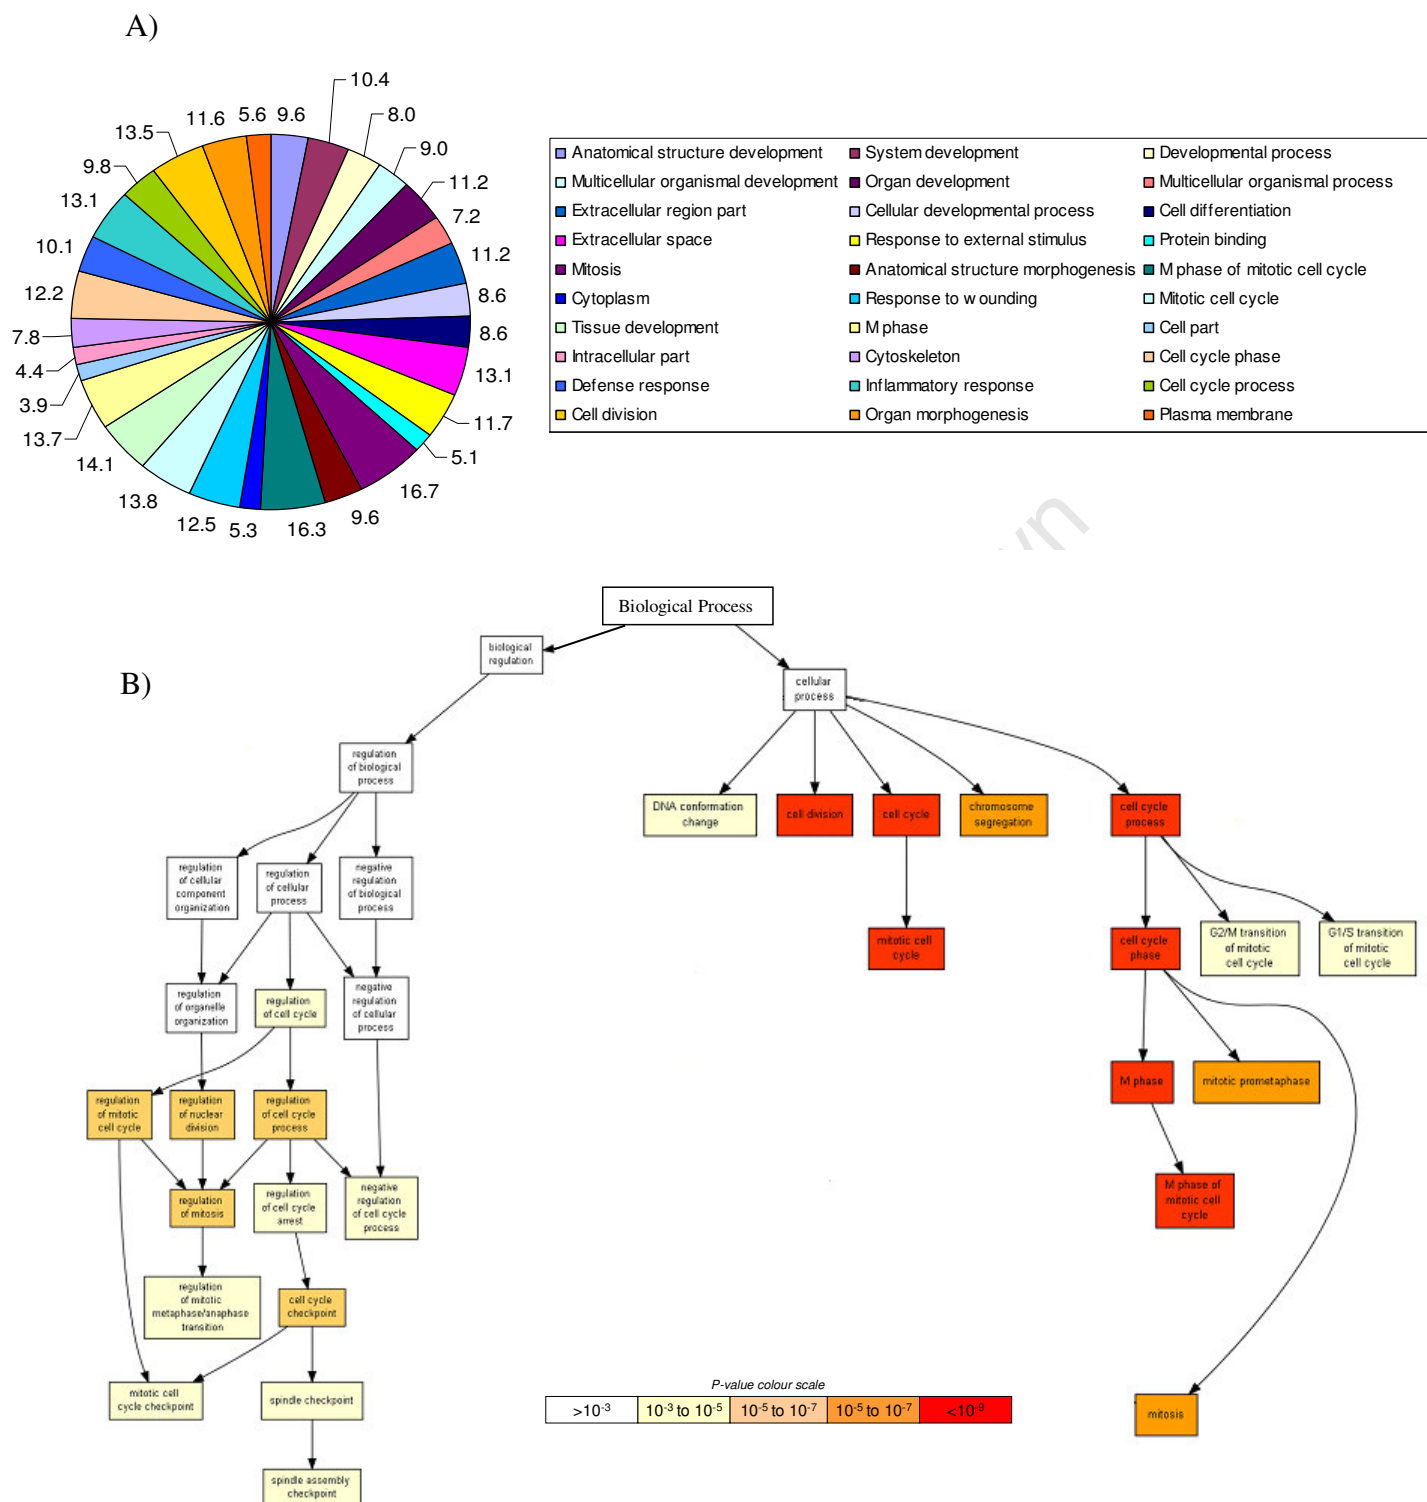 A)
10.4
11.6 5.6 9.6
8.0
13.5
9.0
9.8
11.2
13.1
7.2
10.1
11.2
12.2
8.6
7.8
8.6
4.4
13.1
3.9
11.7
13.7
5.1
14.1
16.7
13.8
9.6
12.5 5.3 16.3
Anatomical structure development System development Developmental process
Multicellular organismal development Organ development Multicellular organismal process
Extracellular region part Cellular developmental process Cell differentiation
Extracellular space Response to external stimulus Protein binding
Mitosis Anatomical structure morphogenesis M phase of mitotic cell cycle
Cytoplasm Response to wounding Mitotic cell cycle
Tissue development M phase Cell part
Intracellular part Cytoskeleton Cell cycle phase
Defense response Inflammatory response Cell cycle process
Cell division Organ morphogenesis Plasma membrane
wn
B)
Biological Process
biological
regulation
cellular
process
regulation
of biological
process
DNA conformation
change
cell division
cell cycle
chromosome
segregation
cell cycle
process
regulation
of cellular
component
organization
regulation
of cellular
process
negative
regulation
of biological
process
mitotic cell
cycle
cell cycle
phase
G2/M transition
of mitotic
cell cycle
G1/S transition
of mitotic
cell cycle
regulation
of organelle
organization
regulation
of cell cycle
negative
regulation
of cellular
process
M phase
mitotic prometaphase
regulation
of mitotic
cell cycle
regulation
of nuclear
division
regulation
of cell cycle
process
regulation
of mitosis
regulation
of cell cycle
arrest
negative
regulation
of cell cycle
process
M phase of
mitotic cell
cycle
regulation
of mitotic
metaphase/anaphase
transition
cell cycle
checkpoint
mitotic cell
cycle checkpoint
spindle checkpoint
spindle assembly
checkpoint
mitosis
P-value colour scale
>10-3 10-3 to 10-5 10-5 to 10-7 10-5 to 10-7 <10-9